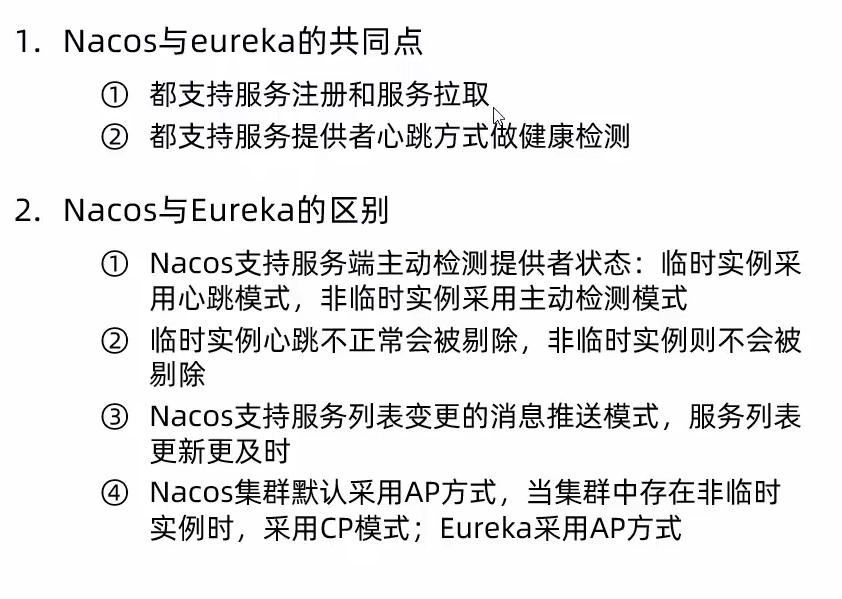 1. Nacos与eureka的共同点
① 都支持服务注册和服务拉取
② 都支持服务提供者心跳方式做健康检测
2. Nacos与Eureka的区别
① Nacos支持服务端主动检测提供者状态：临时实例采
用心跳模式，非临时实例采用主动检测模式
② 临时实例心跳不正常会被剔除，非临时实例则不会被
剔除
③ Nacos支持服务列表变更的消息推送模式，服务列表
更新更及时
④ Nacos集群默认采用AP方式，当集群中存在非临时
实例时，采用CP模式；Eureka采用AP方式